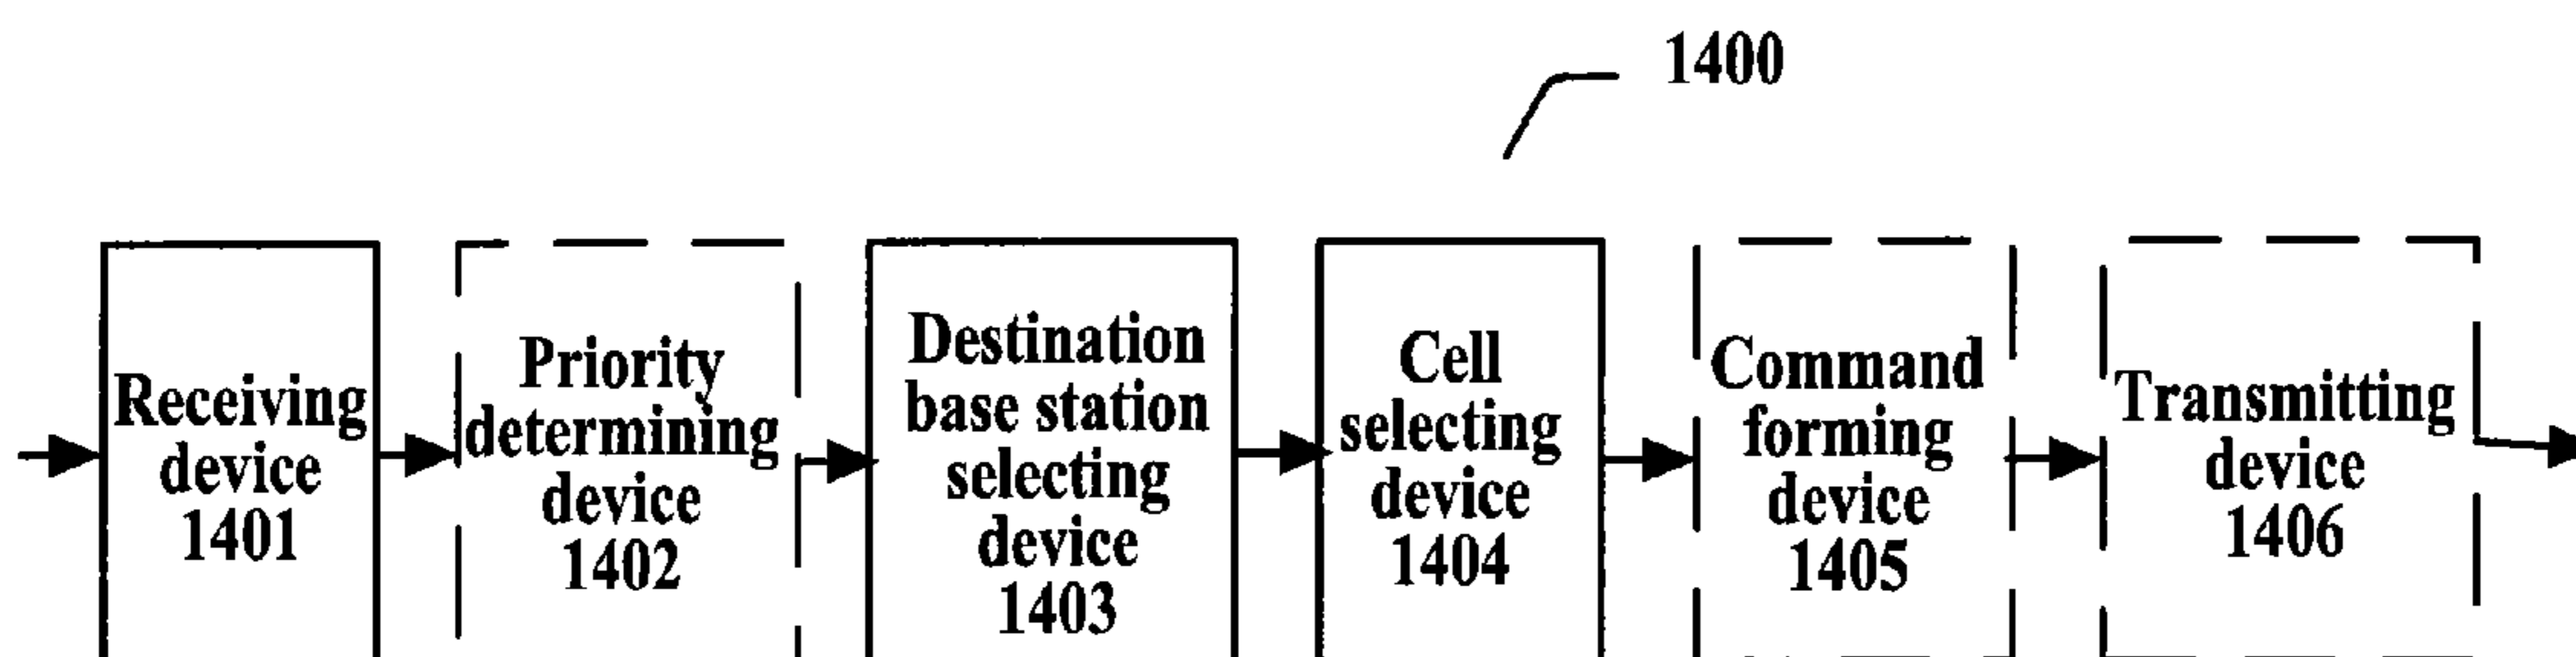 1400
Receiving
device
1401
Priority
determining
device
1402
Destination
base station
selecting
device
1403
Cell
selecting
device
1404
Command
forming
device
1405
Transmitting
device
1406